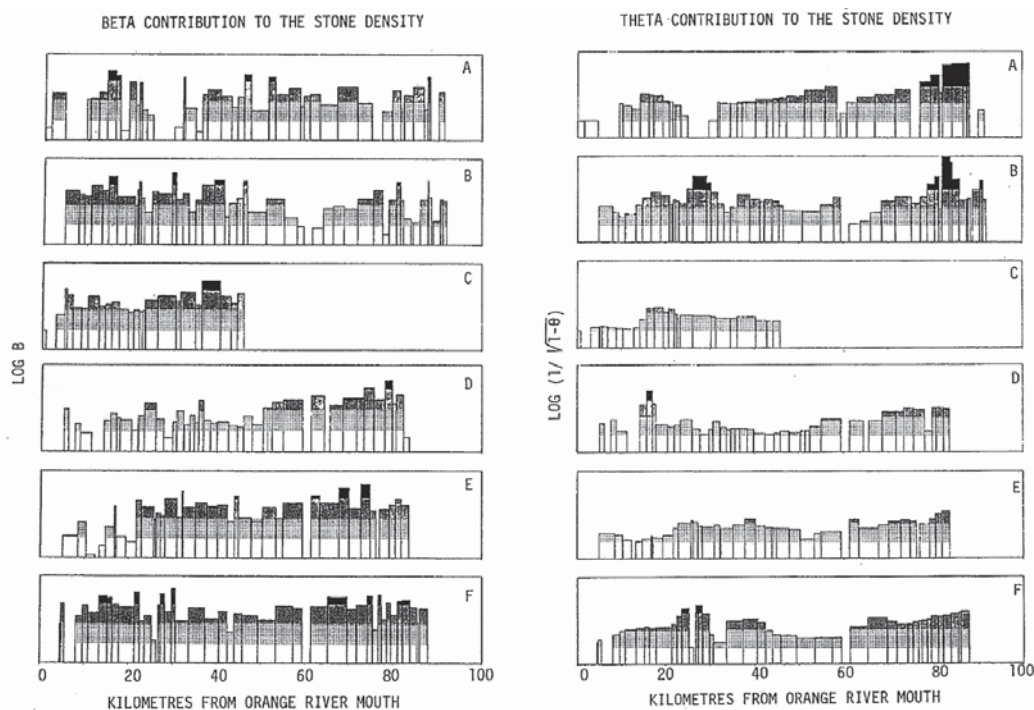 BETA CONTRIBUTION TO THE STONE DENSITY
A
B
C
D
E
F
LOG B
0 20 40 60 80 100
KILOMETRES FROM ORANGE RIVER MOUTH
THETA CONTRIBUTION TO THE STONE DENSITY
A
B
C
D
E
F
LOG (1/ √1-θ)
0 20 40 60 80 100
KILOMETRES FROM ORANGE RIVER MOUTH